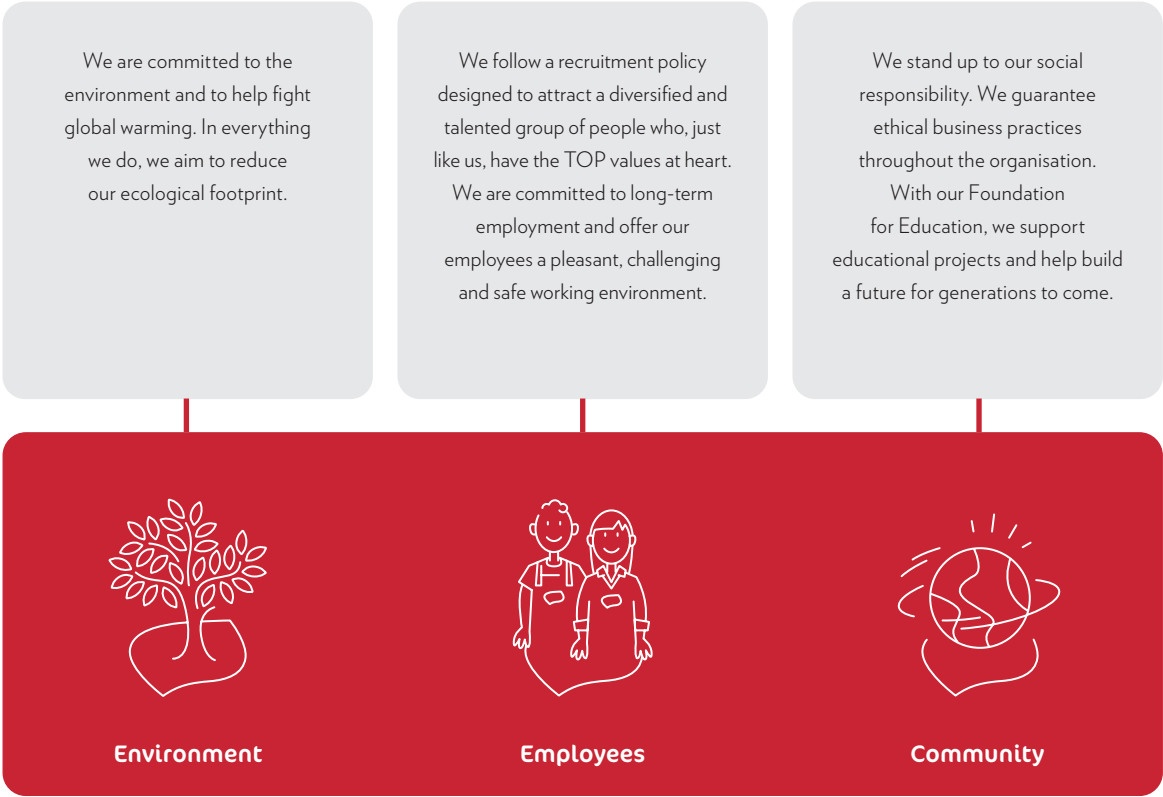 We are committed to the
environment and to help fight
global warming. In everything
we do, we aim to reduce
our ecological footprint.
We follow a recruitment policy
designed to attract a diversified and
talented group of people who, just
like us, have the TOP values at heart.
We are committed to long-term
employment and offer our
employees a pleasant, challenging
and safe working environment.
We stand up to our social
responsibility. We guarantee
ethical business practices
throughout the organisation.
With our Foundation
for Education, we support
educational projects and help build
a future for generations to come.
Environment
Employees
Community